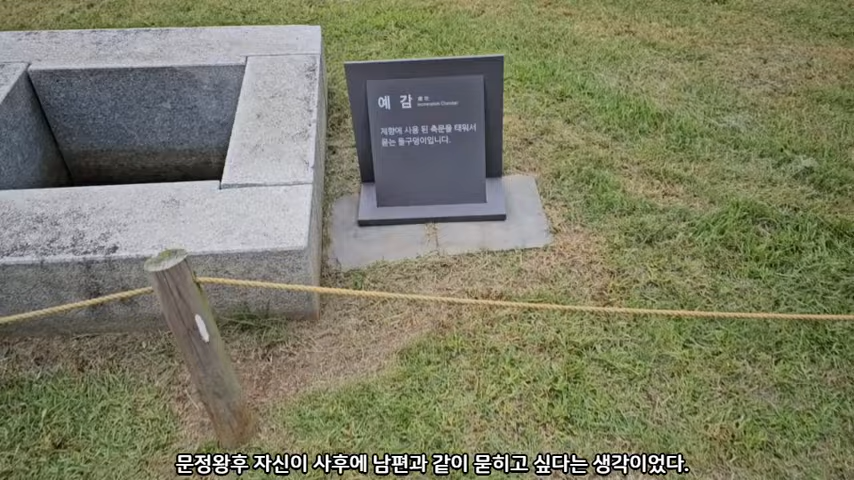 예 감
Incineration Chamber
제향에 사용 된 축문을 태워서
묻는 돌구덩이입니다.
문정왕후 자신이 사후에 남편과 같이 묻히고 싶다는 생각이었다.